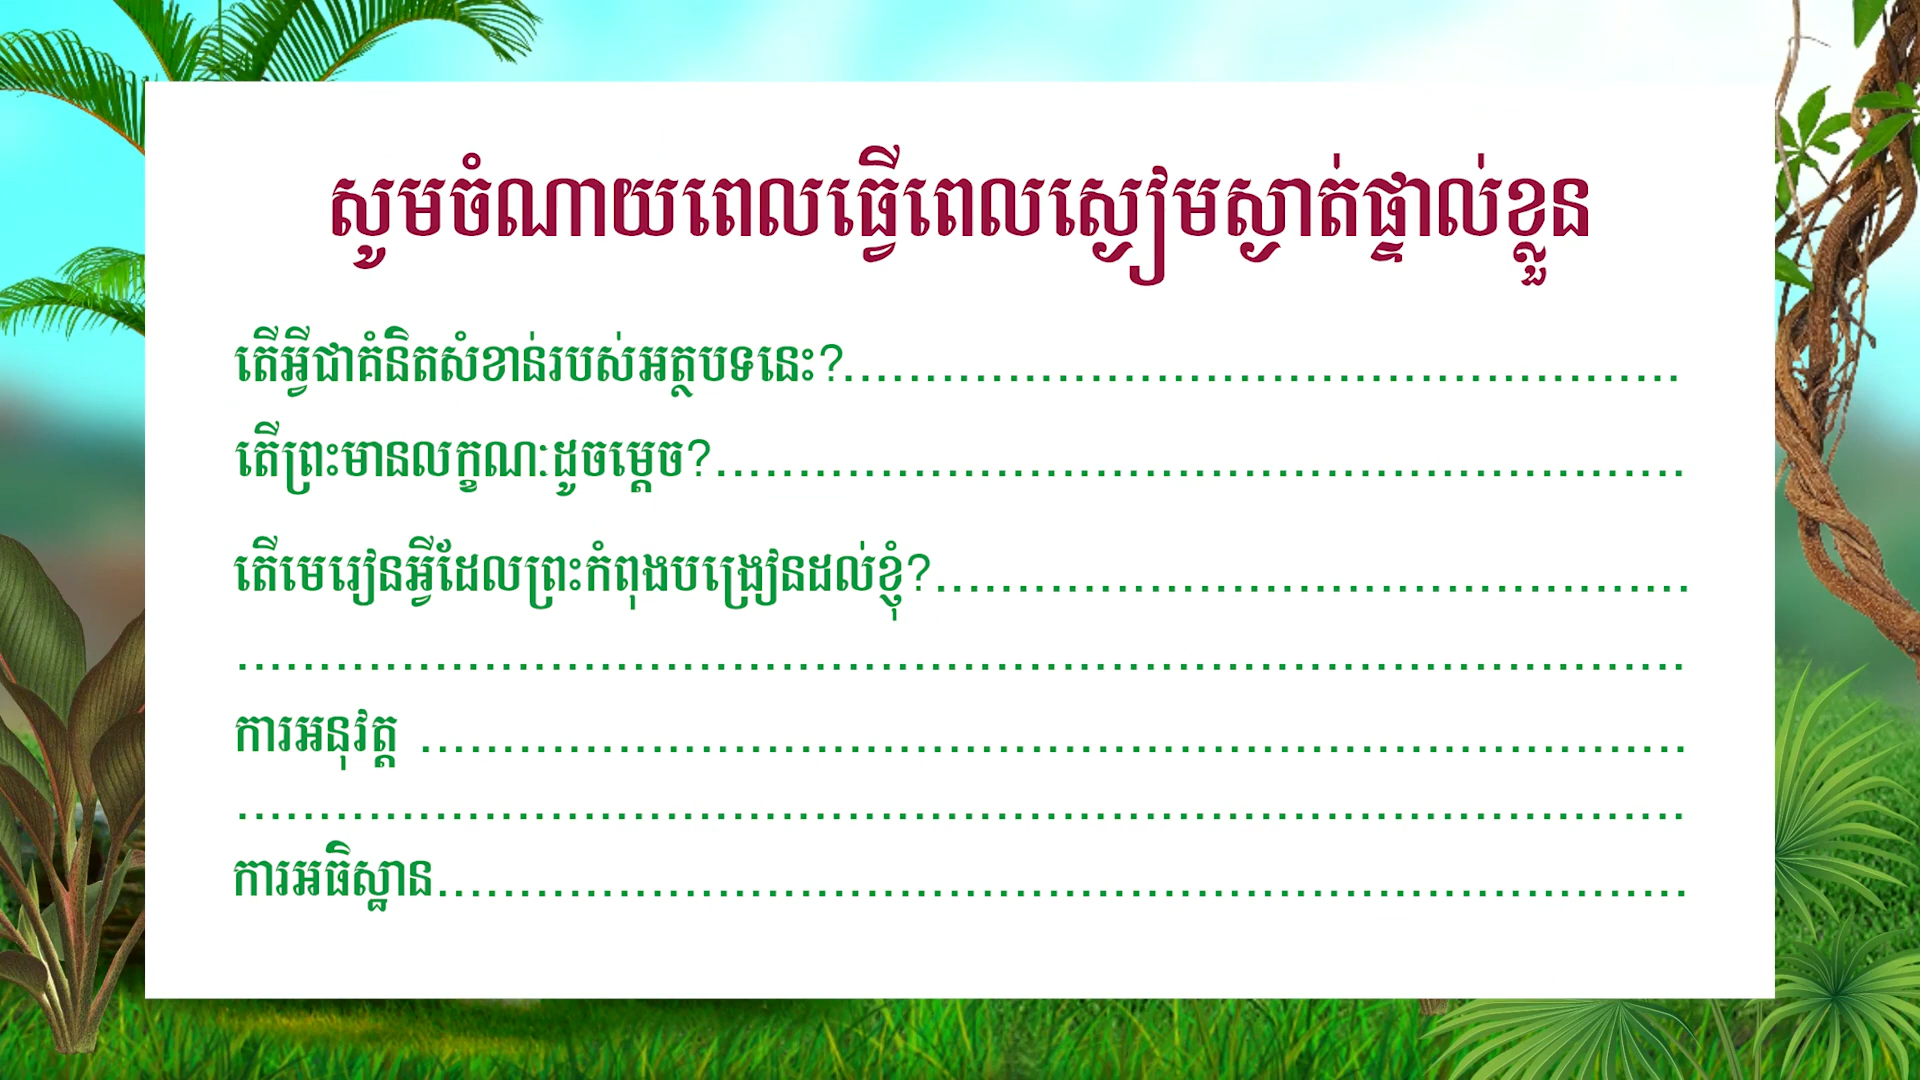 សូមចំណាយពេលធ្វើពេលស្ងៀមស្ងាត់ផ្ទាល់ខ្លួន
តើអ្វីជាគំនិតសំខាន់របស់អត្ថបទនេះ?..................................................
តើព្រះមានលក្ខណៈដូចម្តេច?..........................................................
តើមេរៀនអ្វីដែលព្រះកំពុងបង្រៀនដល់ខ្ញុំ?..............................................
........................................................................................
ការអនុវត្ត .............................................................................
........................................................................................
ការអធិស្ឋាន............................................................................